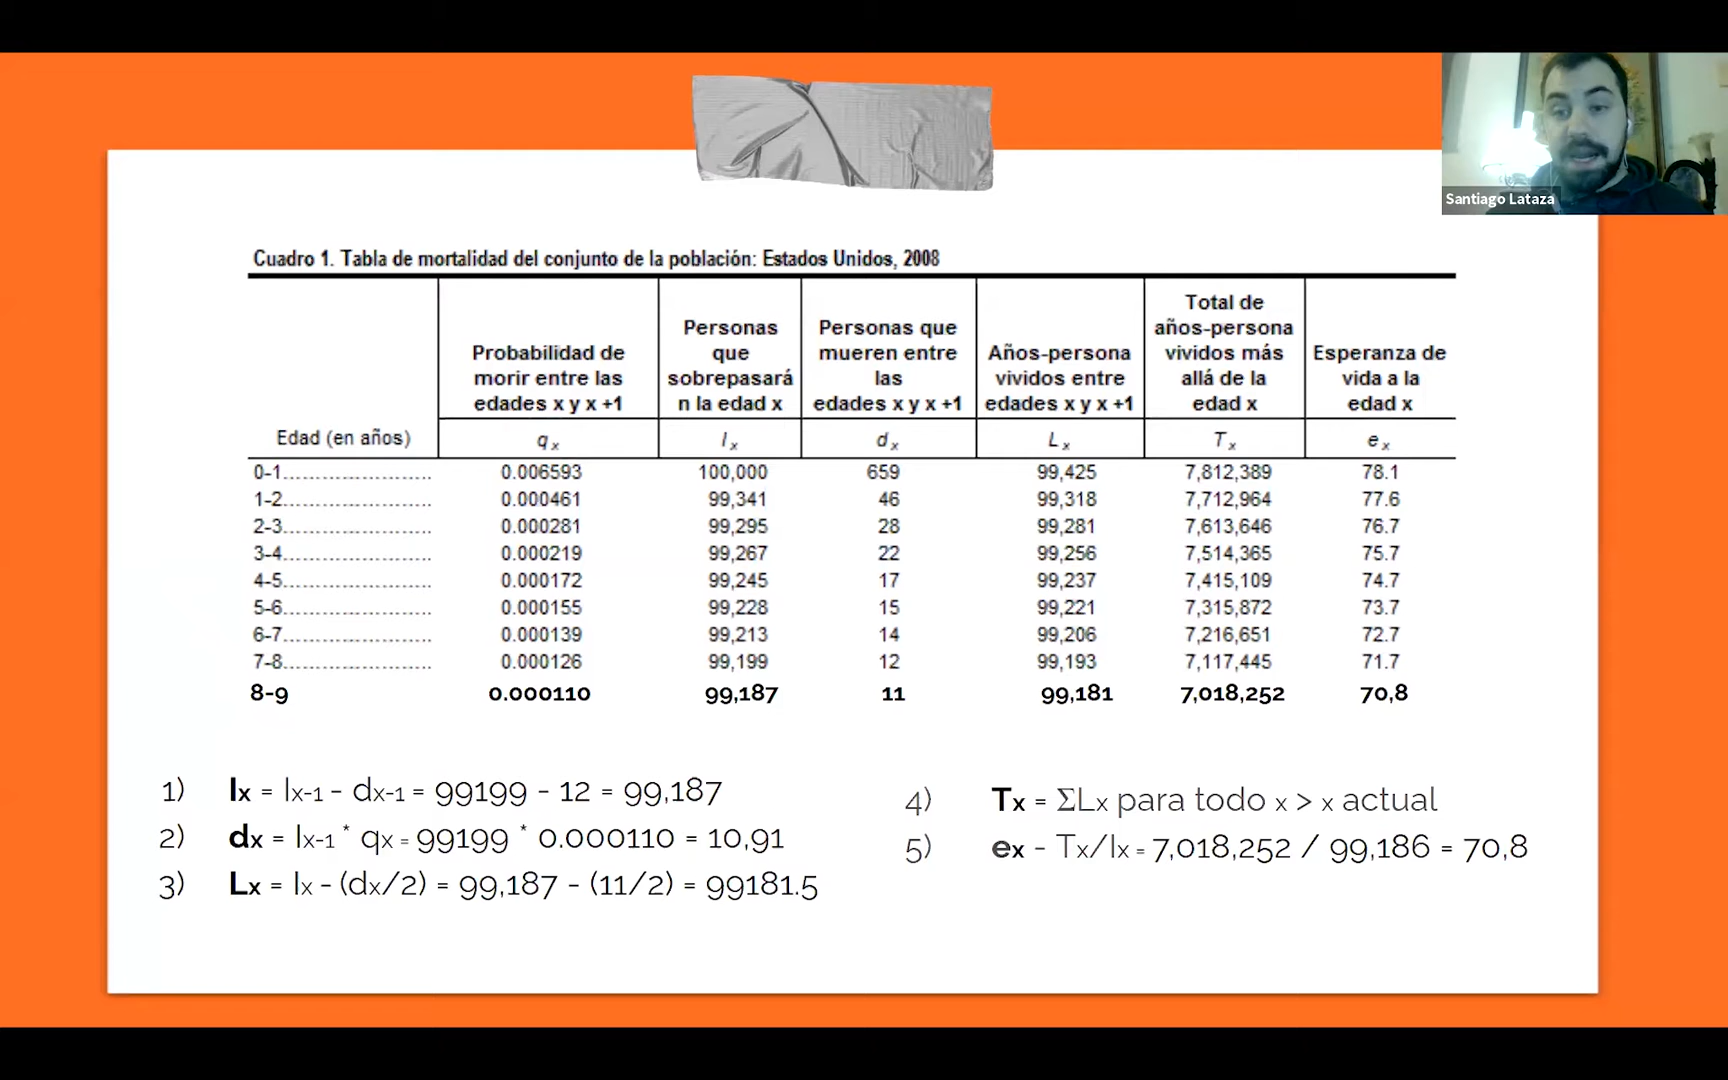 Santiago Lataza
Cuadro 1. Tabla de mortalidad del conjunto de la población: Estados Unidos, 2008
Edad (en años)
Probabilidad de
morir entre las
edades x y x +1
q x
Personas
que
sobrepasará
n la edad x
l x
Personas que
mueren entre
las
edades x y x +1
d x
Años-persona
vividos entre
edades x y x +1
L x
Total de
años-persona
vividos más
allá de la
edad x
T x
Esperanza de
vida a la
edad x
e x
0-1........................ 0.006593 100,000 659 99,425 7,812,389 78.1
1-2........................ 0.000461 99,341 46 99,318 7,712,964 77.6
2-3........................ 0.000281 99,295 28 99,281 7,613,646 76.7
3-4........................ 0.000219 99,267 22 99,256 7,514,365 75.7
4-5........................ 0.000172 99,245 17 99,237 7,415,109 74.7
5-6........................ 0.000155 99,228 15 99,221 7,315,872 73.7
6-7........................ 0.000139 99,213 14 99,206 7,216,651 72.7
7-8........................ 0.000126 99,199 12 99,193 7,117,445 71.7
8-9 0.000110 99,187 11 99,181 7,018,252 70,8
1) lx = lx-1 - dx-1 = 99199 - 12 = 99,187
2) dx = lx-1 * qx = 99199 * 0.000110 = 10,91
3) Lx = lx - (dx/2) = 99,187 - (11/2) = 99181.5
4) Tx = ΣLx para todo x > x actual
5) ex - Tx/lx = 7,018,252 / 99,186 = 70,8